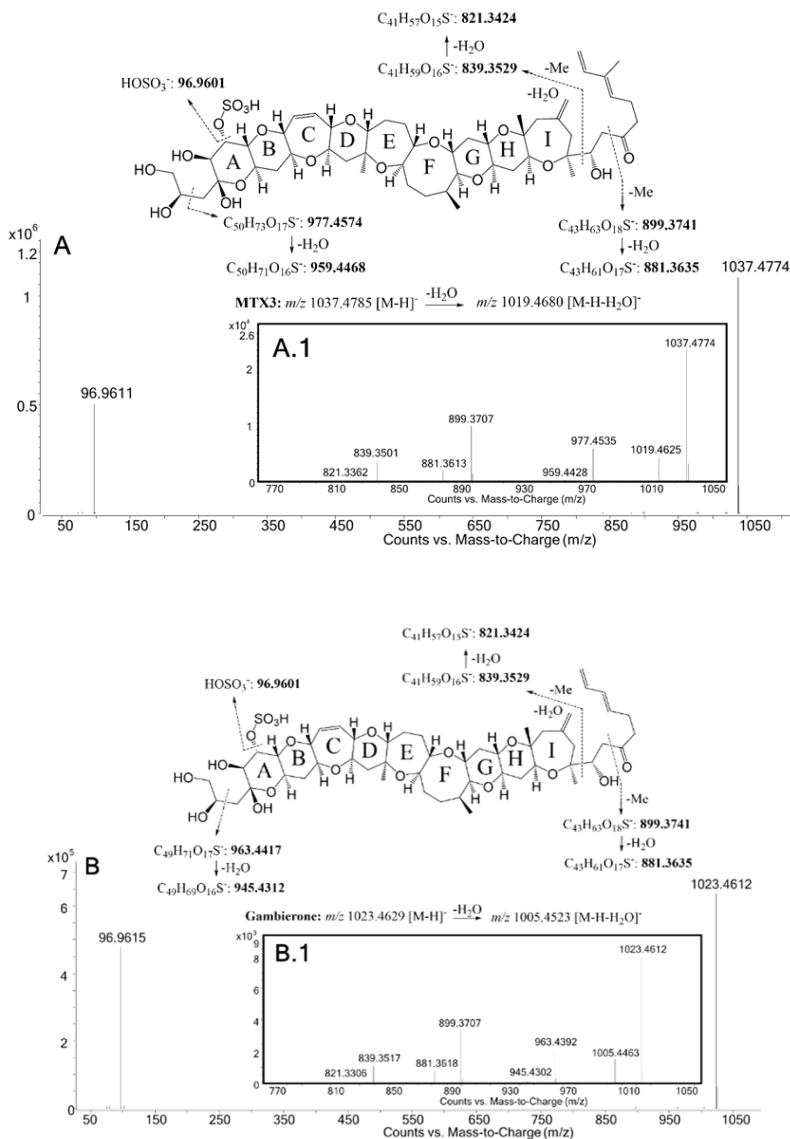 C₄₁H₅₇O₁₅S⁻: 821.3424
-H₂O
C₄₁H₅₉O₁₆S⁻: 839.3529
-Me
-H₂O
HOSO₃⁻: 96.9601
SO₃H
O
H H H H H H
O O O O
A B C D E F G H I
HO
O O O O O
HO OH H H H H H H H OH O
HO
-Me
C₅₀H₇₃O₁₇S⁻: 977.4574
-H₂O
C₅₀H₇₁O₁₆S⁻: 959.4468
C₄₃H₆₃O₁₈S⁻: 899.3741
-H₂O
C₄₃H₆₁O₁₇S⁻: 881.3635
x10⁶
A
1037.4774
MTX3: m/z 1037.4785 [M-H]⁻ -H₂O m/z 1019.4680 [M-H-H₂O]⁻
x10⁴
A.1
1037.4774
899.3707
977.4535
839.3501
1019.4625
881.3613
821.3362
959.4428
2.6
2
1
0
770 810 850 890 930 970 1010 1050
Counts vs. Mass-to-Charge (m/z)
96.9611
1.2
1
0.5
0
50 150 250 350 450 550 650 750 850 950 1050
Counts vs. Mass-to-Charge (m/z)
C₄₁H₅₇O₁₅S⁻: 821.3424
-H₂O
C₄₁H₅₉O₁₆S⁻: 839.3529
-Me
-H₂O
HOSO₃⁻: 96.9601
SO₃H
O
H H H H H H
O O O O
A B C D E F G H I
HO
HO
O O O O O
HO OH H H H H H H H OH O
-Me
C₄₉H₇₁O₁₇S⁻: 963.4417
-H₂O
C₄₉H₆₉O₁₆S⁻: 945.4312
C₄₃H₆₃O₁₈S⁻: 899.3741
-H₂O
C₄₃H₆₁O₁₇S⁻: 881.3635
x10⁵
B
1023.4612
Gambierone: m/z 1023.4629 [M-H]⁻ -H₂O m/z 1005.4523 [M-H-H₂O]⁻
x10³
B.1
1023.4612
899.3707
963.4392
839.3517
881.3618
1005.4463
821.3306
945.4302
9
8
6
4
2
0
770 810 850 890 930 970 1010 1050
Counts vs. Mass-to-Charge (m/z)
96.9615
7
6
4
2
0
50 150 250 350 450 550 650 750 850 950 1050
Counts vs. Mass-to-Charge (m/z)